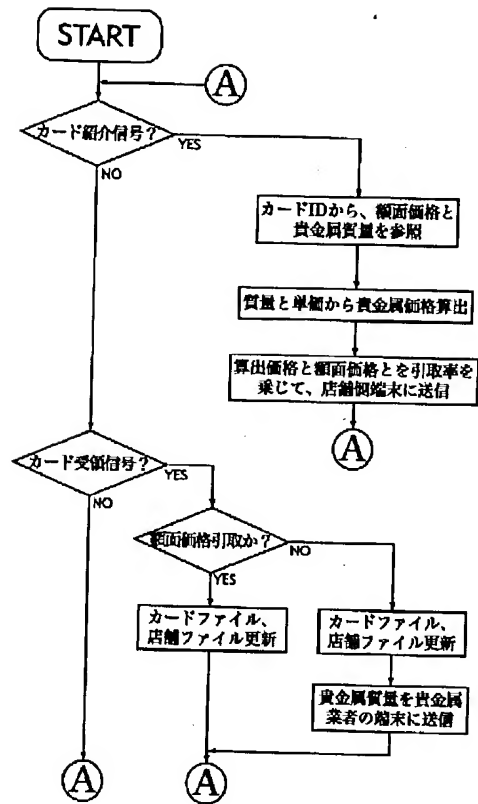 START
A
カード紹介信号？
YES
NO
カードIDから、額面価格と
貴金属質量を参照
質量と単価から貴金属価格算出
算出価格と額面価格とを引取率を
乗じて、店舗側端末に送信
A
カード受領信号？
YES
NO
額面価格引取か？
NO
YES
カードファイル、
店舗ファイル更新
カードファイル、
店舗ファイル更新
貴金属質量を貴金属
業者の端末に送信
A
A